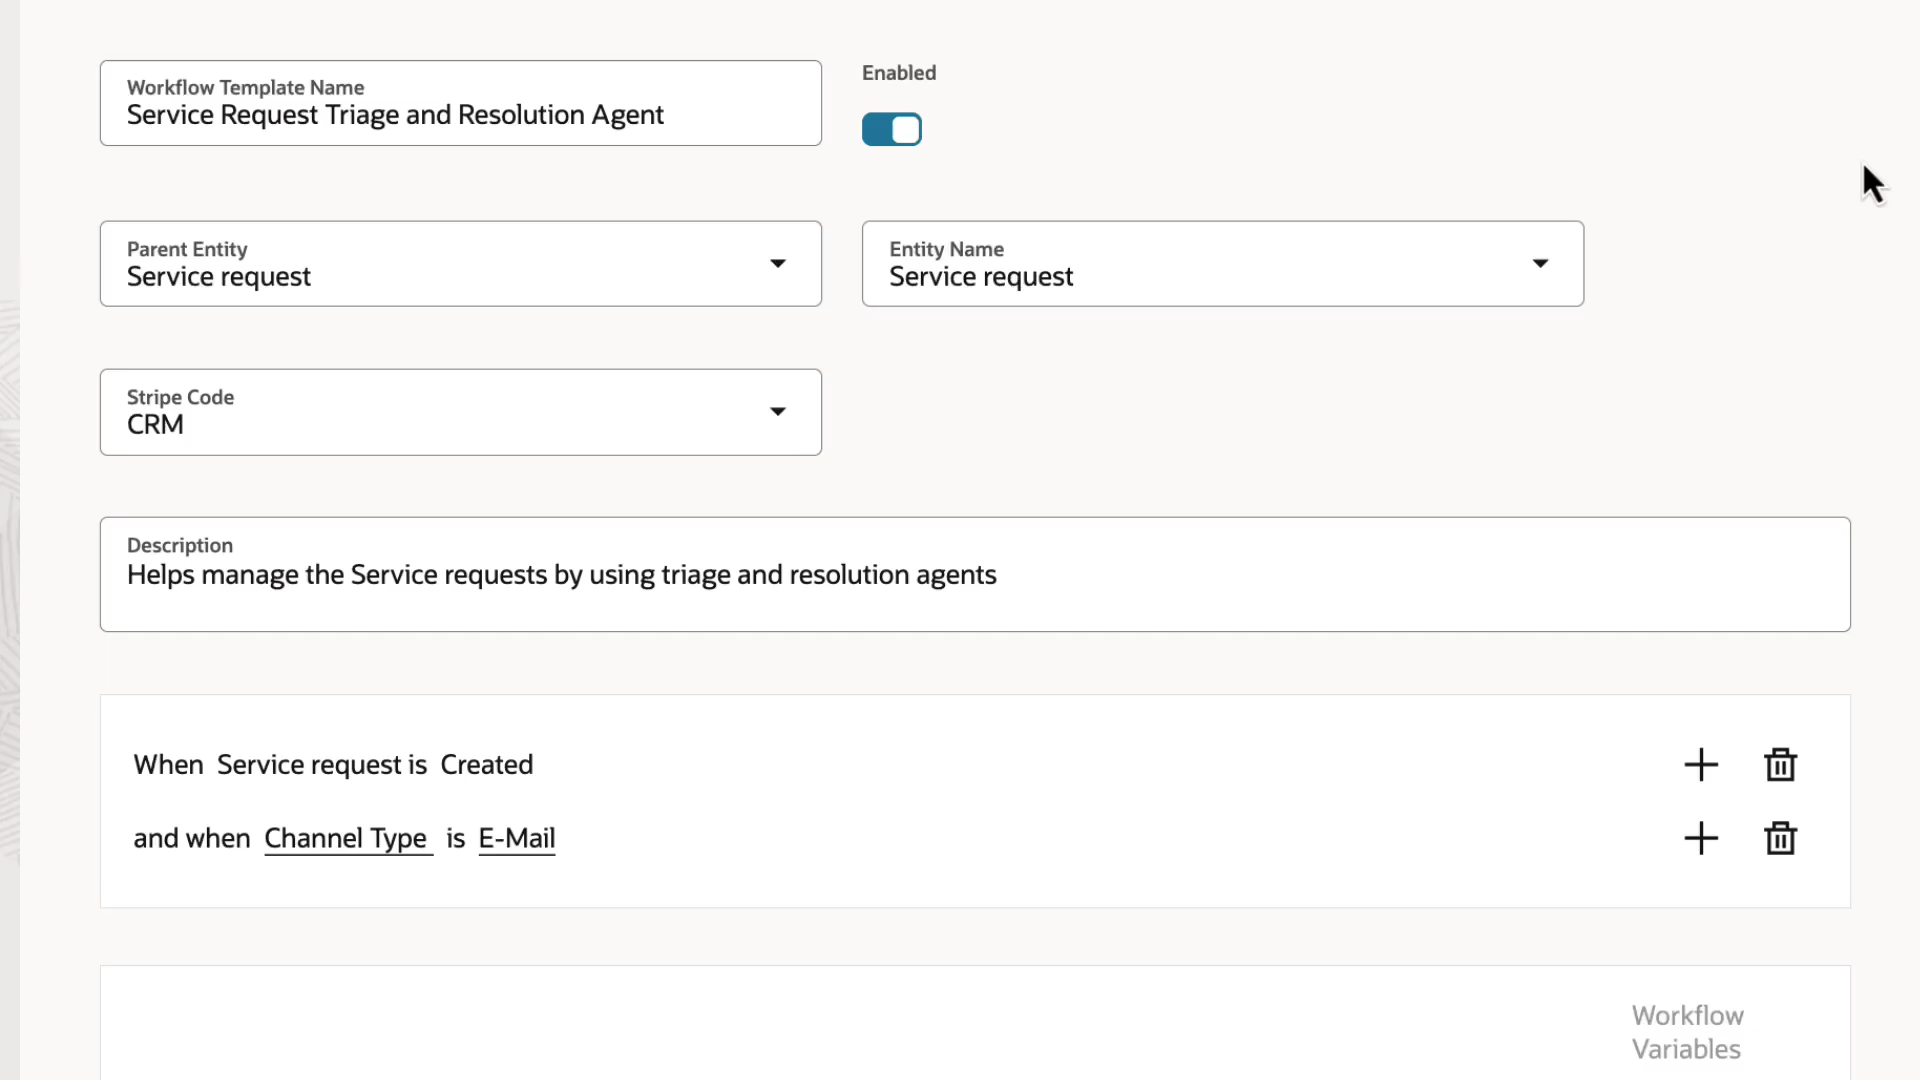 Workflow Template Name
Service Request Triage and Resolution Agent
Enabled
Parent Entity
Service request
Entity Name
Service request
Stripe Code
CRM
Description
Helps manage the Service requests by using triage and resolution agents
When Service request is Created
and when Channel Type is E-Mail
Workflow
Variables